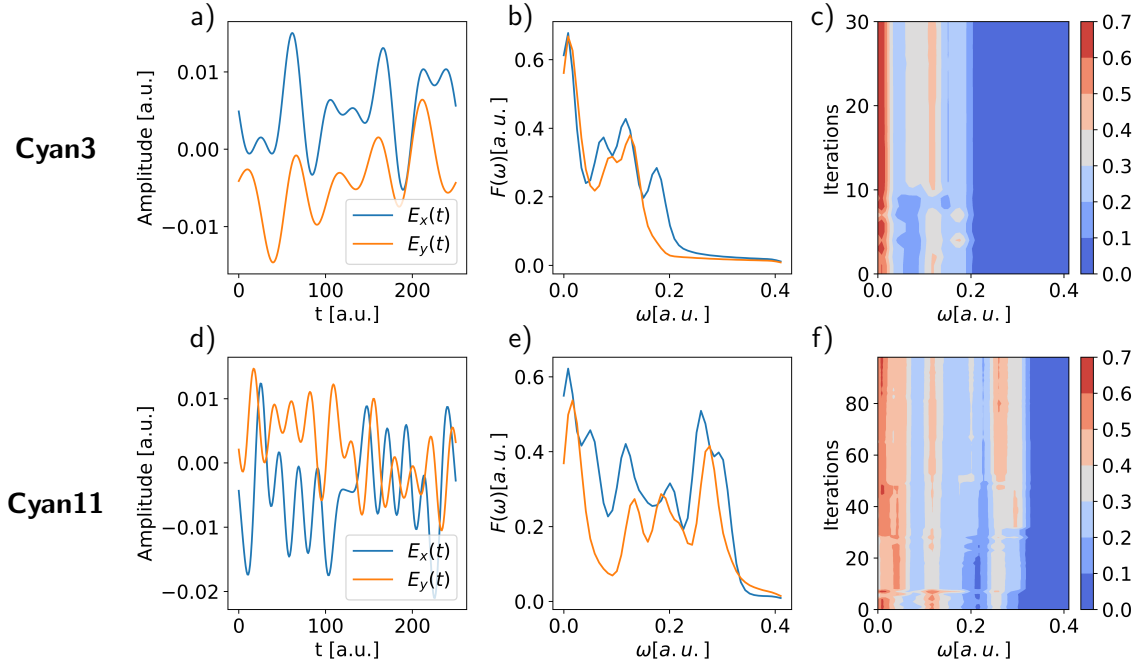 a)
b)
c)
Cyan3
Amplitude [a.u.]
0.01
0.00
−0.01
0
100
200
t [a.u.]
E_x(t)
E_y(t)
F(ω)[a.u.]
0.6
0.4
0.2
0.0
0.0
0.2
0.4
ω[a.u.]
Iterations
30
20
10
0
0.0
0.2
0.4
ω[a.u.]
0.7
0.6
0.5
0.4
0.3
0.2
0.1
0.0
d)
e)
f)
Cyan11
Amplitude [a.u.]
0.01
0.00
−0.01
−0.02
0
100
200
t [a.u.]
E_x(t)
E_y(t)
F(ω)[a.u.]
0.6
0.4
0.2
0.0
0.0
0.2
0.4
ω[a.u.]
Iterations
80
60
40
20
0
0.0
0.2
0.4
ω[a.u.]
0.7
0.6
0.5
0.4
0.3
0.2
0.1
0.0